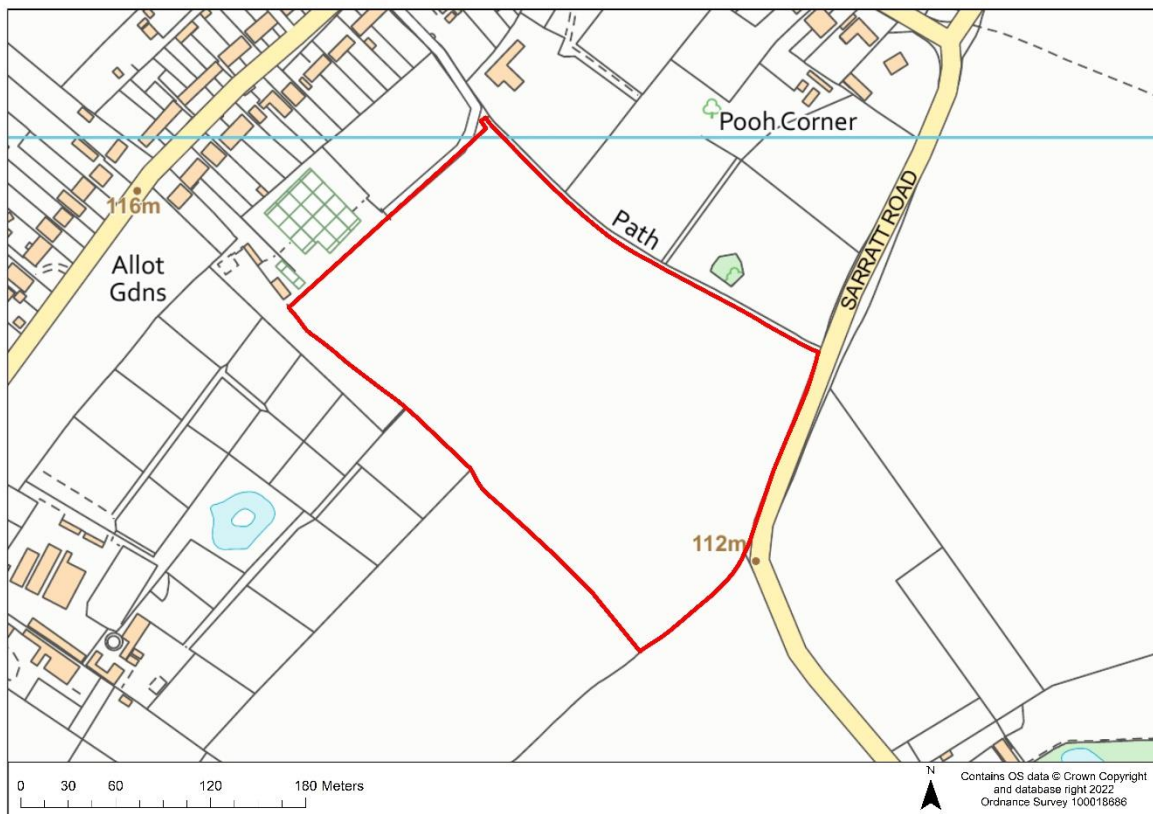 Pooh Corner
116m
SARRATT ROAD
Path
Allot
Gdns
112m
0 30 60 120 180 Meters
N
Contains OS data © Crown Copyright
and database right 2022
Ordnance Survey 100018686